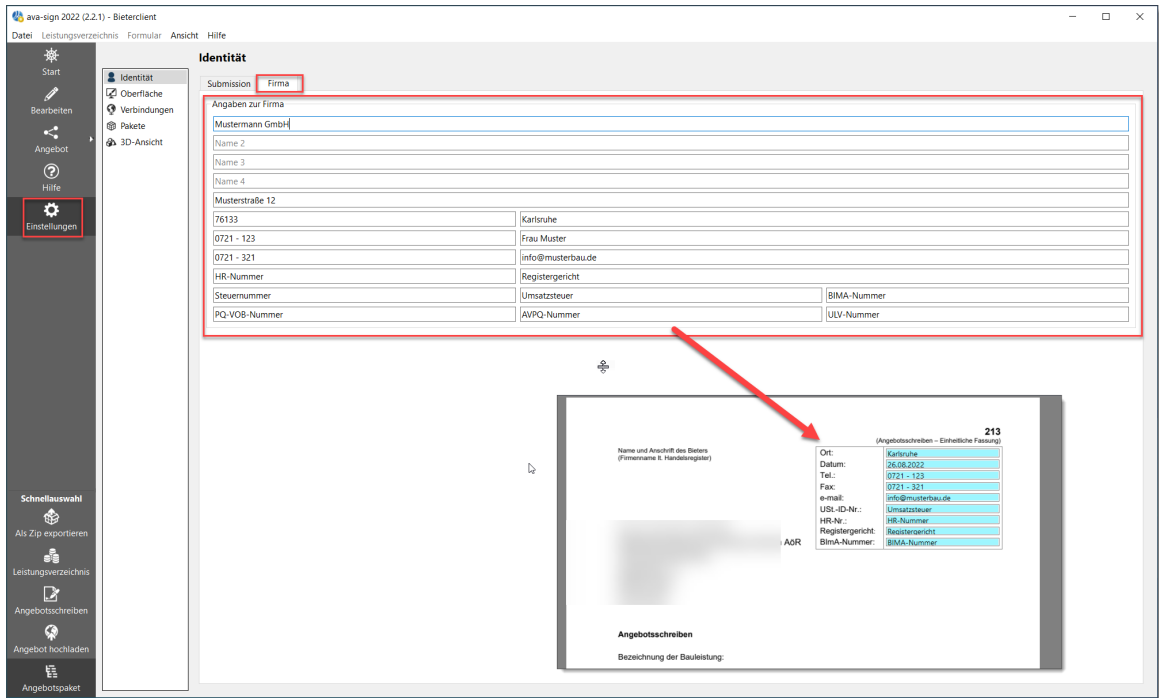 ava-sign 2022 (2.2.1) - Bieterclient
Datei Leistungsverzeichnis Formular Ansicht Hilfe
Start
Bearbeiten
Angebot
Hilfe
Einstellungen
Schnellauswahl
Als Zip exportieren
Leistungsverzeichnis
Angebotsschreiben
Angebot hochladen
Angebotspaket
Identität
Oberfläche
Verbindungen
Pakete
3D-Ansicht
Identität
Submission Firma
Angaben zur Firma
Mustermann GmbH
Name 2
Name 3
Name 4
Musterstraße 12
76133 Karlsruhe
0721 - 123 Frau Muster
0721 - 321 info@musterbau.de
HR-Nummer Registergericht
Steuernummer Umsatzsteuer BIMA-Nummer
PQ-VOB-Nummer AVPQ-Nummer ULV-Nummer
213
(Angebotsschreiben – Einheitliche Fassung)
Name und Anschrift des Bieters
(Firmenname lt. Handelsregister)
Ort: Karlsruhe
Datum: 26.08.2022
Tel.: 0721 - 123
Fax: 0721 - 321
e-mail: info@musterbau.de
USt.-ID-Nr.: Umsatzsteuer
HR-Nr.: HR-Nummer
Registergericht: Registergericht
BImA-Nummer: BIMA-Nummer
AöR
Angebotsschreiben
Bezeichnung der Bauleistung: